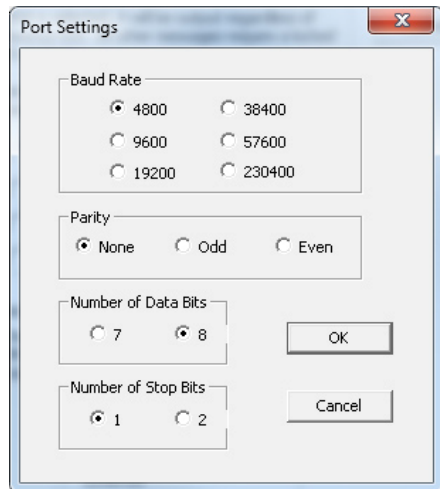 Port Settings
Baud Rate
4800 38400
9600 57600
19200 230400
Parity
None Odd Even
Number of Data Bits
7 8
OK
Number of Stop Bits
1 2
Cancel